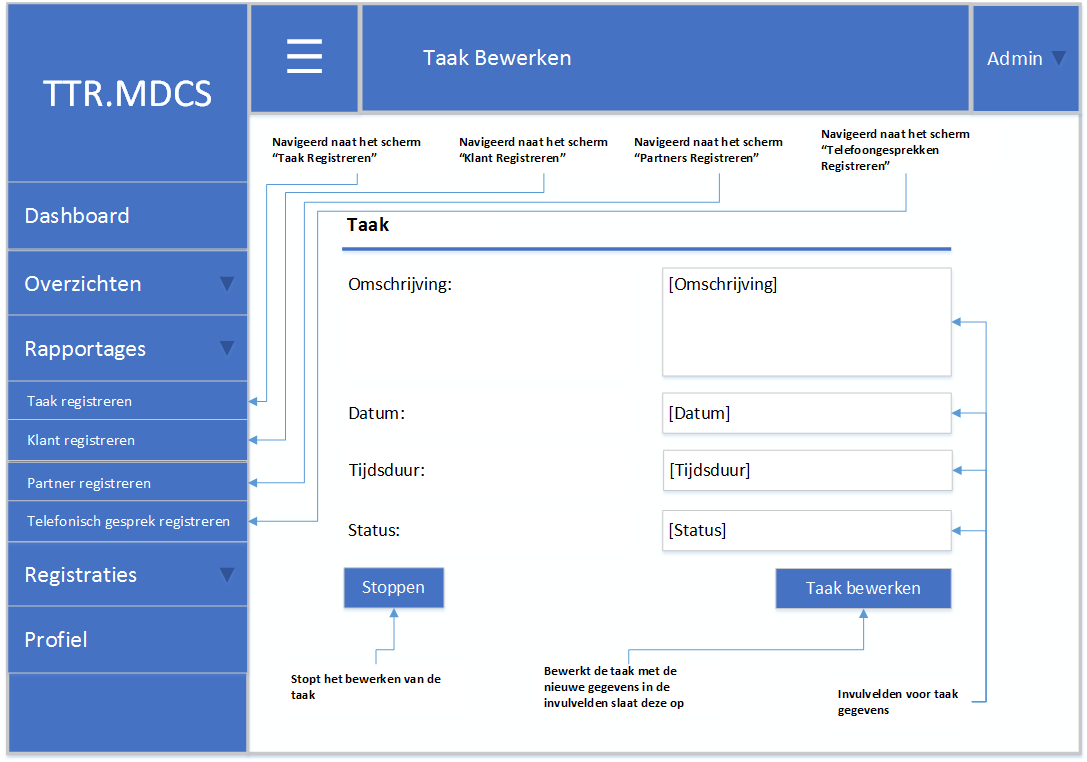 TTR.MDCS
Taak Bewerken
Admin
Dashboard
Overzichten
Rapportages
Taak registreren
Klant registreren
Partner registreren
Telefonisch gesprek registreren
Registraties
Profiel
Navigeerd naat het scherm
“Taak Registreren”
Navigeerd naat het scherm
“Klant Registreren”
Navigeerd naat het scherm
“Partners Registreren”
Navigeerd naat het scherm
“Telefoongesprekken
Registreren”
Taak
Omschrijving:
[Omschrijving]
Datum:
[Datum]
Tijdsduur:
[Tijdsduur]
Status:
[Status]
Stoppen
Taak bewerken
Stopt het bewerken van de
taak
Bewerkt de taak met de
nieuwe gegevens in de
invulvelden slaat deze op
Invulvelden voor taak
gegevens